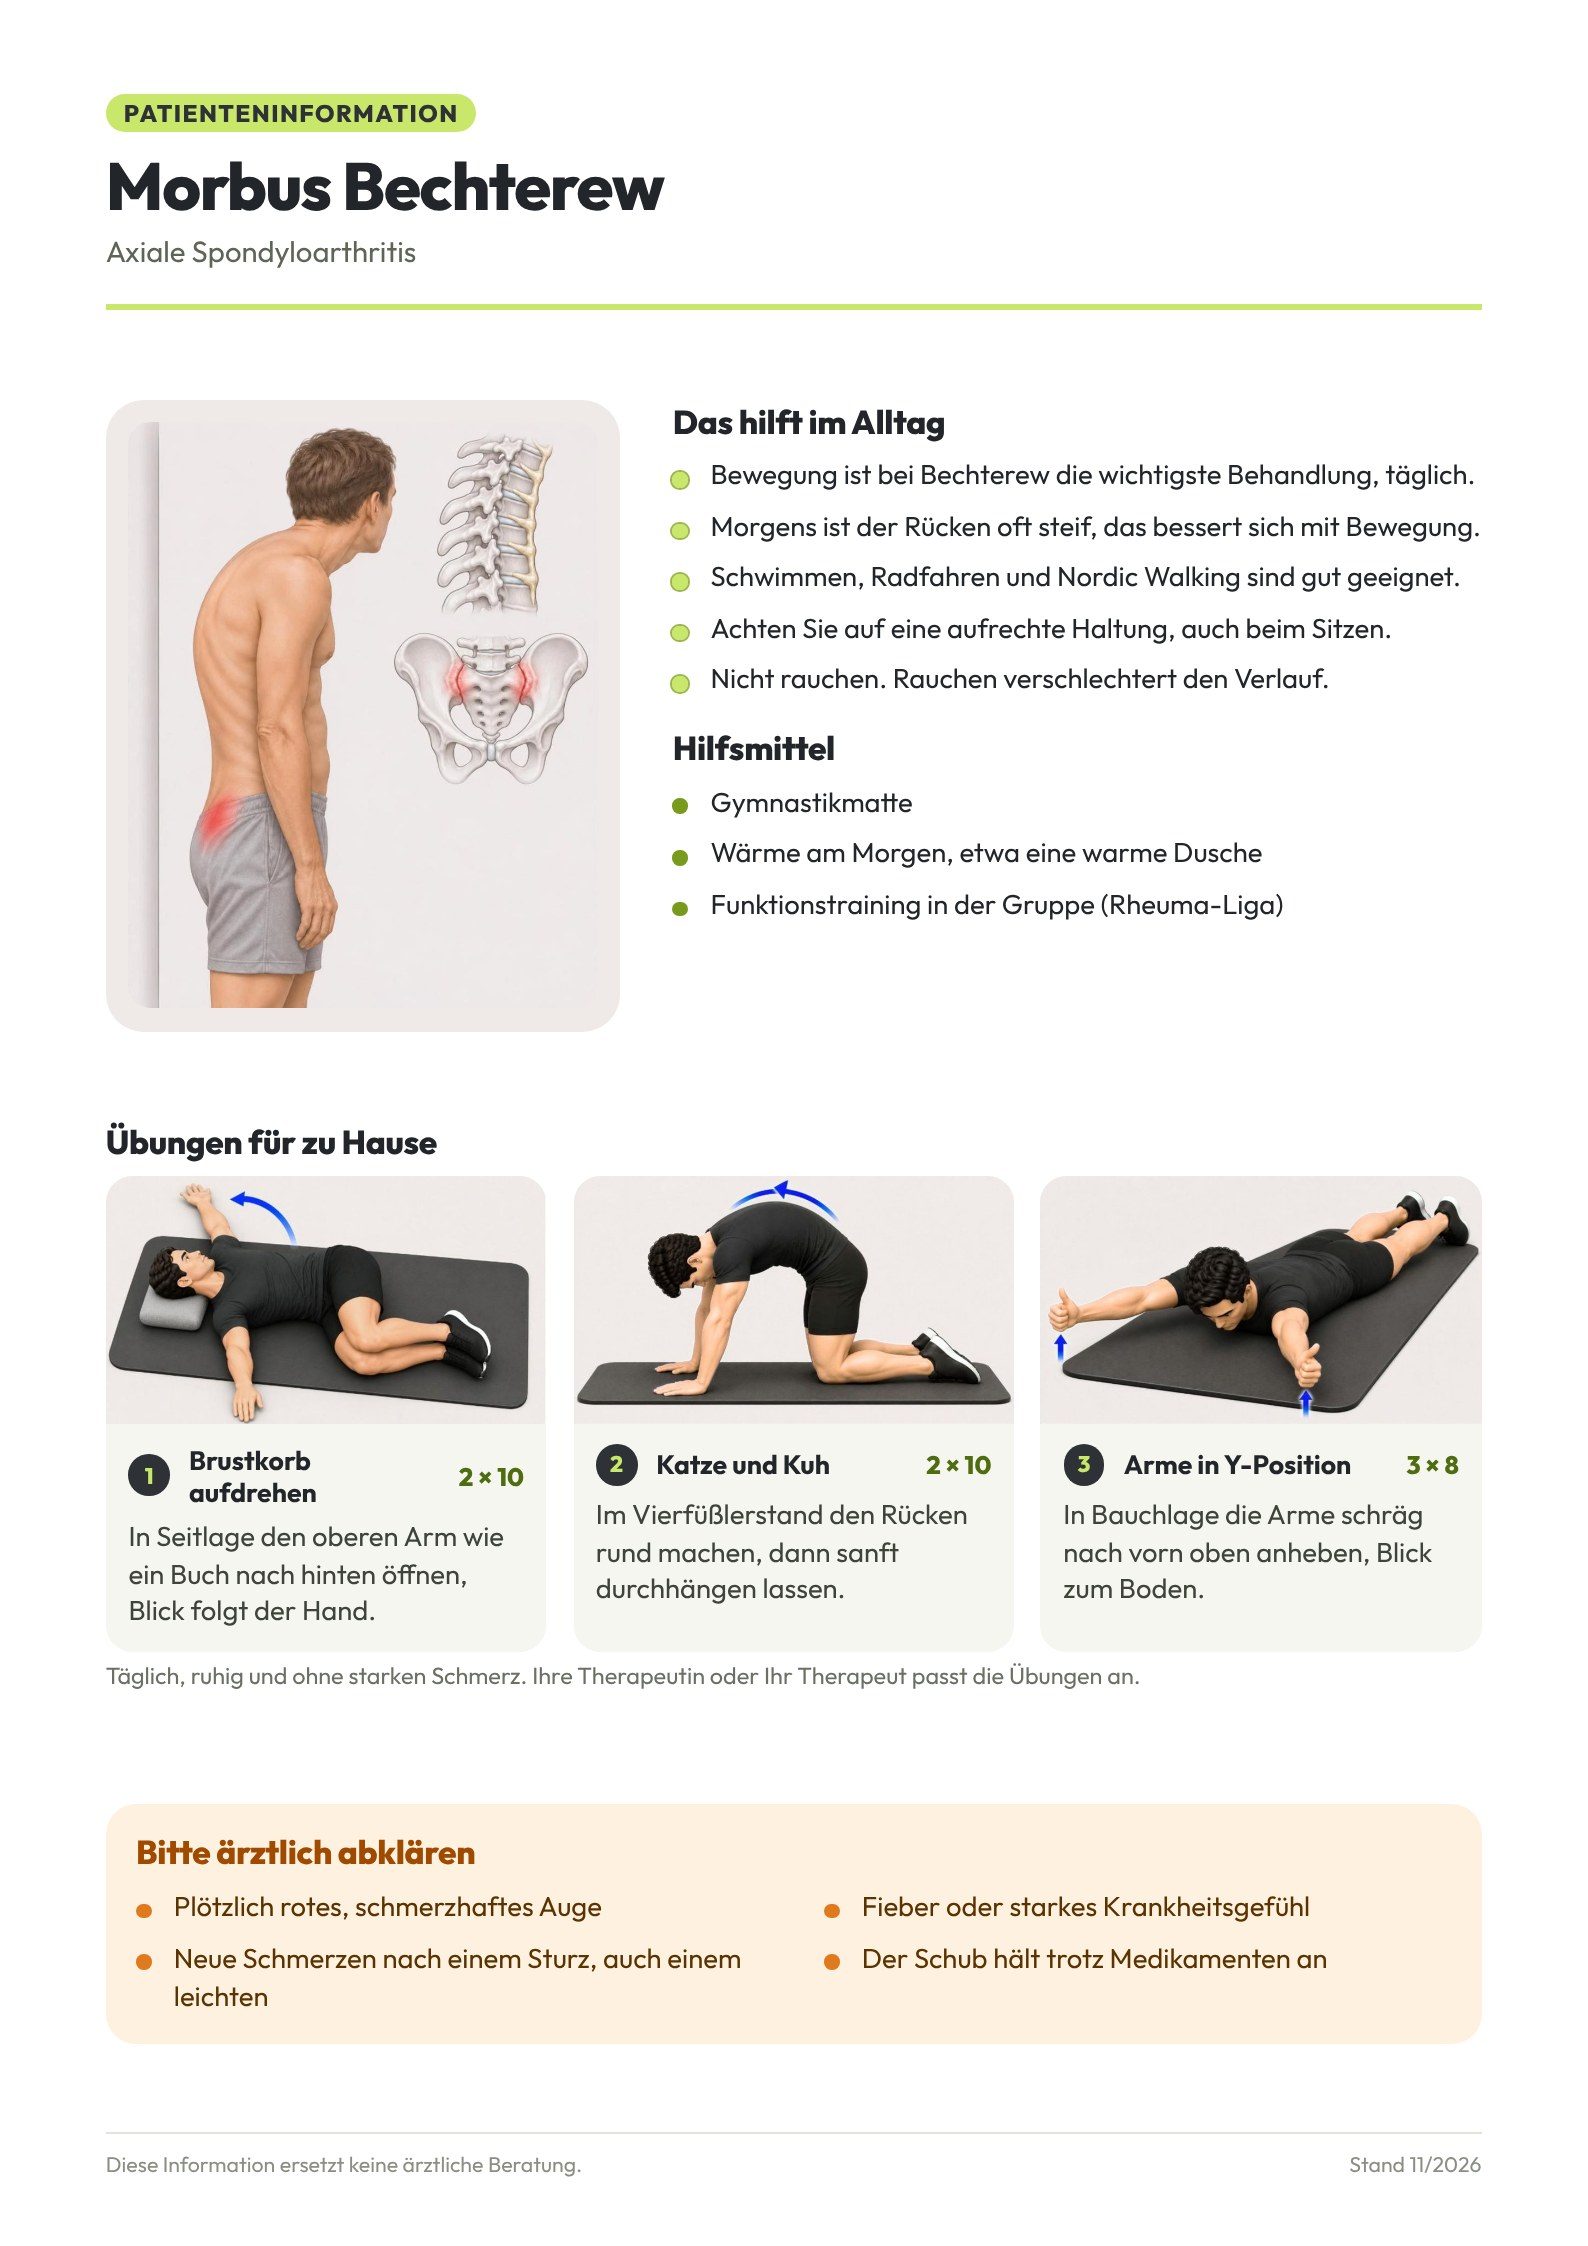 PATIENTENINFORMATION
Morbus Bechterew
Axiale Spondyloarthritis
Das hilft im Alltag
Bewegung ist bei Bechterew die wichtigste Behandlung, täglich.
Morgens ist der Rücken oft steif, das bessert sich mit Bewegung.
Schwimmen, Radfahren und Nordic Walking sind gut geeignet.
Achten Sie auf eine aufrechte Haltung, auch beim Sitzen.
Nicht rauchen. Rauchen verschlechtert den Verlauf.
Hilfsmittel
Gymnastikmatte
Wärme am Morgen, etwa eine warme Dusche
Funktionstraining in der Gruppe (Rheuma-Liga)
Übungen für zu Hause
1 Brustkorb
aufdrehen 2 × 10
In Seitlage den oberen Arm wie
ein Buch nach hinten öffnen,
Blick folgt der Hand.
2 Katze und Kuh 2 × 10
Im Vierfüßlerstand den Rücken
rund machen, dann sanft
durchhängen lassen.
3 Arme in Y-Position 3 × 8
In Bauchlage die Arme schräg
nach vorn oben anheben, Blick
zum Boden.
Täglich, ruhig und ohne starken Schmerz. Ihre Therapeutin oder Ihr Therapeut passt die Übungen an.
Bitte ärztlich abklären
Plötzlich rotes, schmerzhaftes Auge
Neue Schmerzen nach einem Sturz, auch einem
leichten
Fieber oder starkes Krankheitsgefühl
Der Schub hält trotz Medikamenten an
Diese Information ersetzt keine ärztliche Beratung.
Stand 11/2026